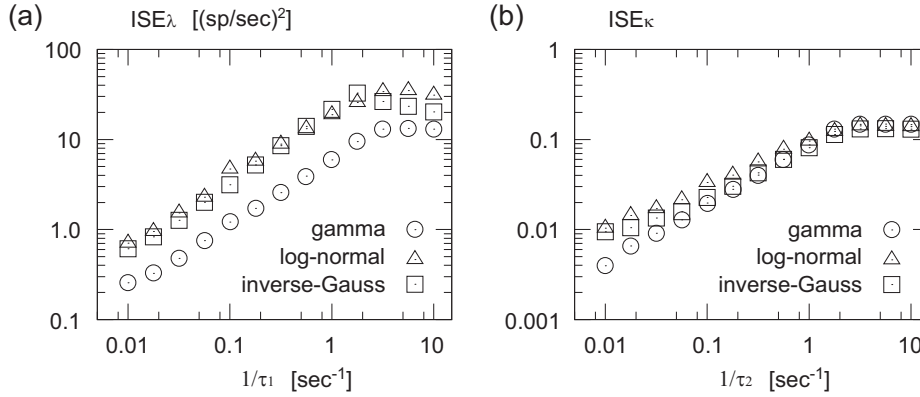 (a) ISEλ [(sp/sec)²]
100
10
1.0
0.1
gamma
log-normal
inverse-Gauss
0.01 0.1 1 10
1/τ₁ [sec⁻¹]
(b) ISEκ
1
0.1
0.01
0.001
gamma
log-normal
inverse-Gauss
0.01 0.1 1 10
1/τ₂ [sec⁻¹]